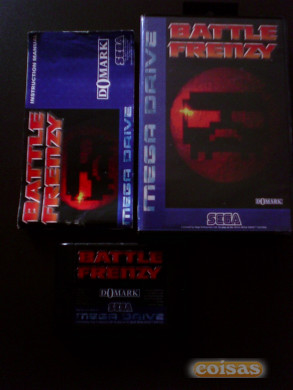 INSTRUCTION MANUAL
DOMARK
SEGA
BATTLE
FRENZY
MEGA DRIVE
BATTLE
FRENZY
MEGA DRIVE
DOMARK
SEGA
BATTLE
FRENZY
DOMARK
SEGA
MEGA DRIVE
coisas